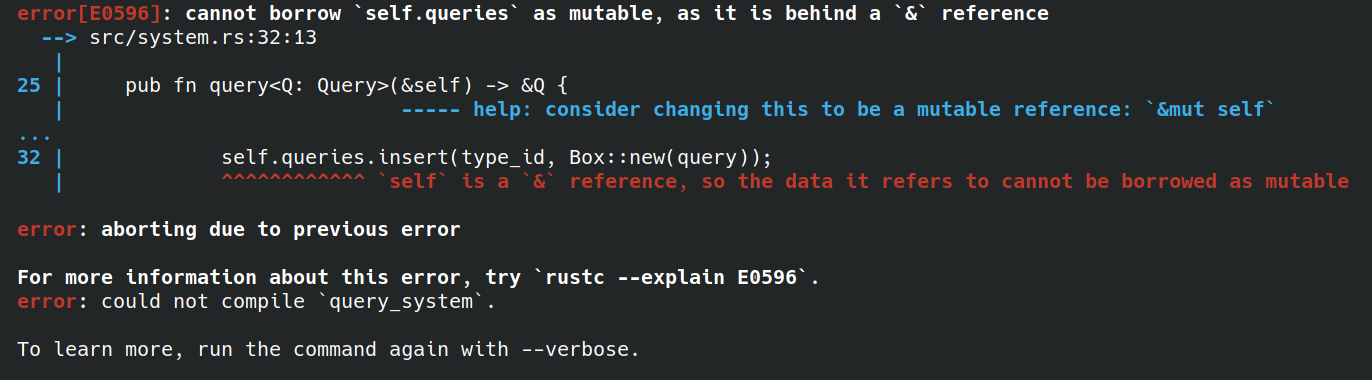 error[E0596]: cannot borrow `self.queries` as mutable, as it is behind a `&` reference
  --> src/system.rs:32:13
   |
25 |     pub fn query<Q: Query>(&self) -> &Q {
   |                            ----- help: consider changing this to be a mutable reference: `&mut self`
...
32 |             self.queries.insert(type_id, Box::new(query));
   |             ^^^^^^^^^^^^ `self` is a `&` reference, so the data it refers to cannot be borrowed as mutable

error: aborting due to previous error

For more information about this error, try `rustc --explain E0596`.
error: could not compile `query_system`.

To learn more, run the command again with --verbose.